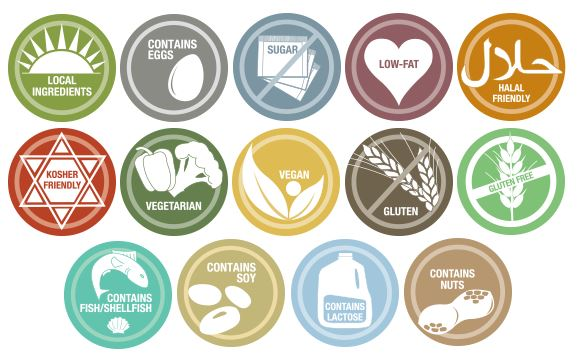 LOCAL
INGREDIENTS
CONTAINS
EGGS
SUGAR
LOW-FAT
حلال
HALAL
FRIENDLY
KOSHER
FRIENDLY
VEGETARIAN
VEGAN
GLUTEN
GLUTEN FREE
CONTAINS
FISH/SHELLFISH
CONTAINS
SOY
CONTAINS
LACTOSE
CONTAINS
NUTS